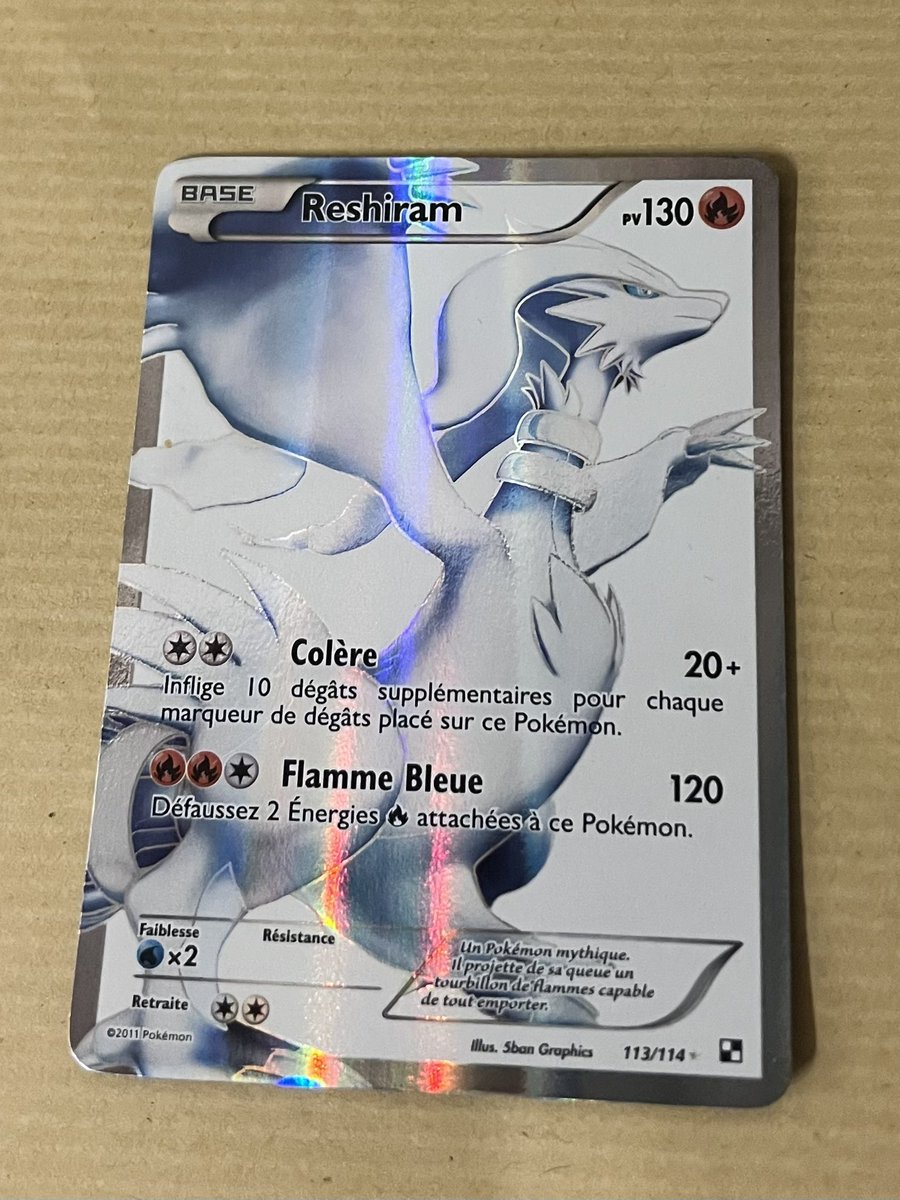 BASE Reshiram PV130
Colère 20+
Inflige 10 dégâts supplémentaires pour chaque
marqueur de dégâts placé sur ce Pokémon.
Flamme Bleue 120
Défaussez 2 Énergies attachées à ce Pokémon.
Faiblesse Résistance
x2
Retraite
Un Pokémon mythique.
Il projette de sa queue un
tourbillon de flammes capable
de tout emporter.
©2011 Pokémon
Illus. 5ban Graphics 113/114